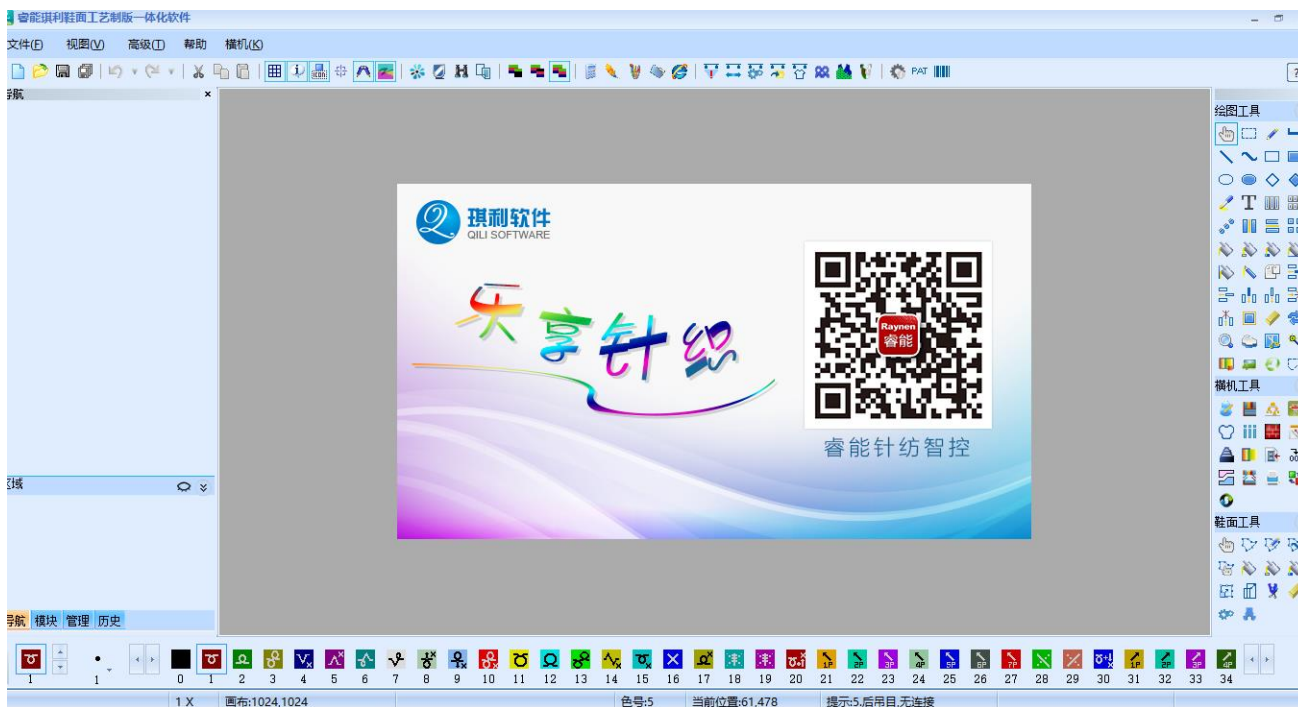 睿能琪利鞋面工艺制版一体化软件
文件(F) 视图(V) 高级(T) 帮助 横机(K)
PAT
导航
绘图工具
琪利软件
QILI SOFTWARE
乐享针织
Raynen
睿能
睿能针纺智控
横机工具
区域
鞋面工具
导航 模块 管理 历史
1 1 0 1 2 3 4 5 6 7 8 9 10 11 12 13 14 15 16 17 18 19 20 21 22 23 24 25 26 27 28 29 30 31 32 33 34
1 X 画布:1024,1024 色号:5 当前位置:61,478 提示:5.后吊目,无连接